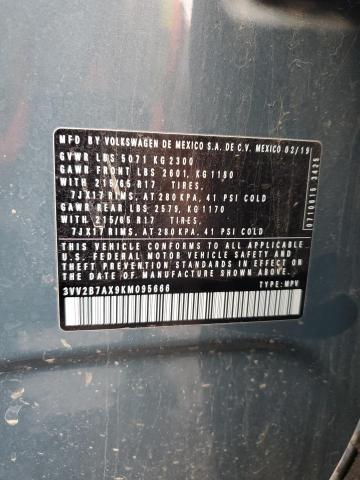 MFD BY VOLKSWAGEN DE MEXICO S.A. DE C.V. MEXICO 03/19
GVWR LBS 5071 KG 2300
GAWR FRONT LBS 2601, KG 1180
WITH 215/65 R17 TIRES,
7JX17 RIMS, AT 280 KPA, 41 PSI COLD
GAWR REAR LBS 2579, KG 1170
WITH 215/65 R17 TIRES,
7JX17 RIMS, AT 280 KPA, 41 PSI COLD
THIS VEHICLE CONFORMS TO ALL APPLICABLE
FEDERAL MOTOR VEHICLE SAFETY AND THEFT
PREVENTION STANDARDS IN EFFECT ON THE
DATE OF MANUFACTURE SHOWN ABOVE.
3VV2B7AX9KM095666 TYPE: MPV
0710615 3425